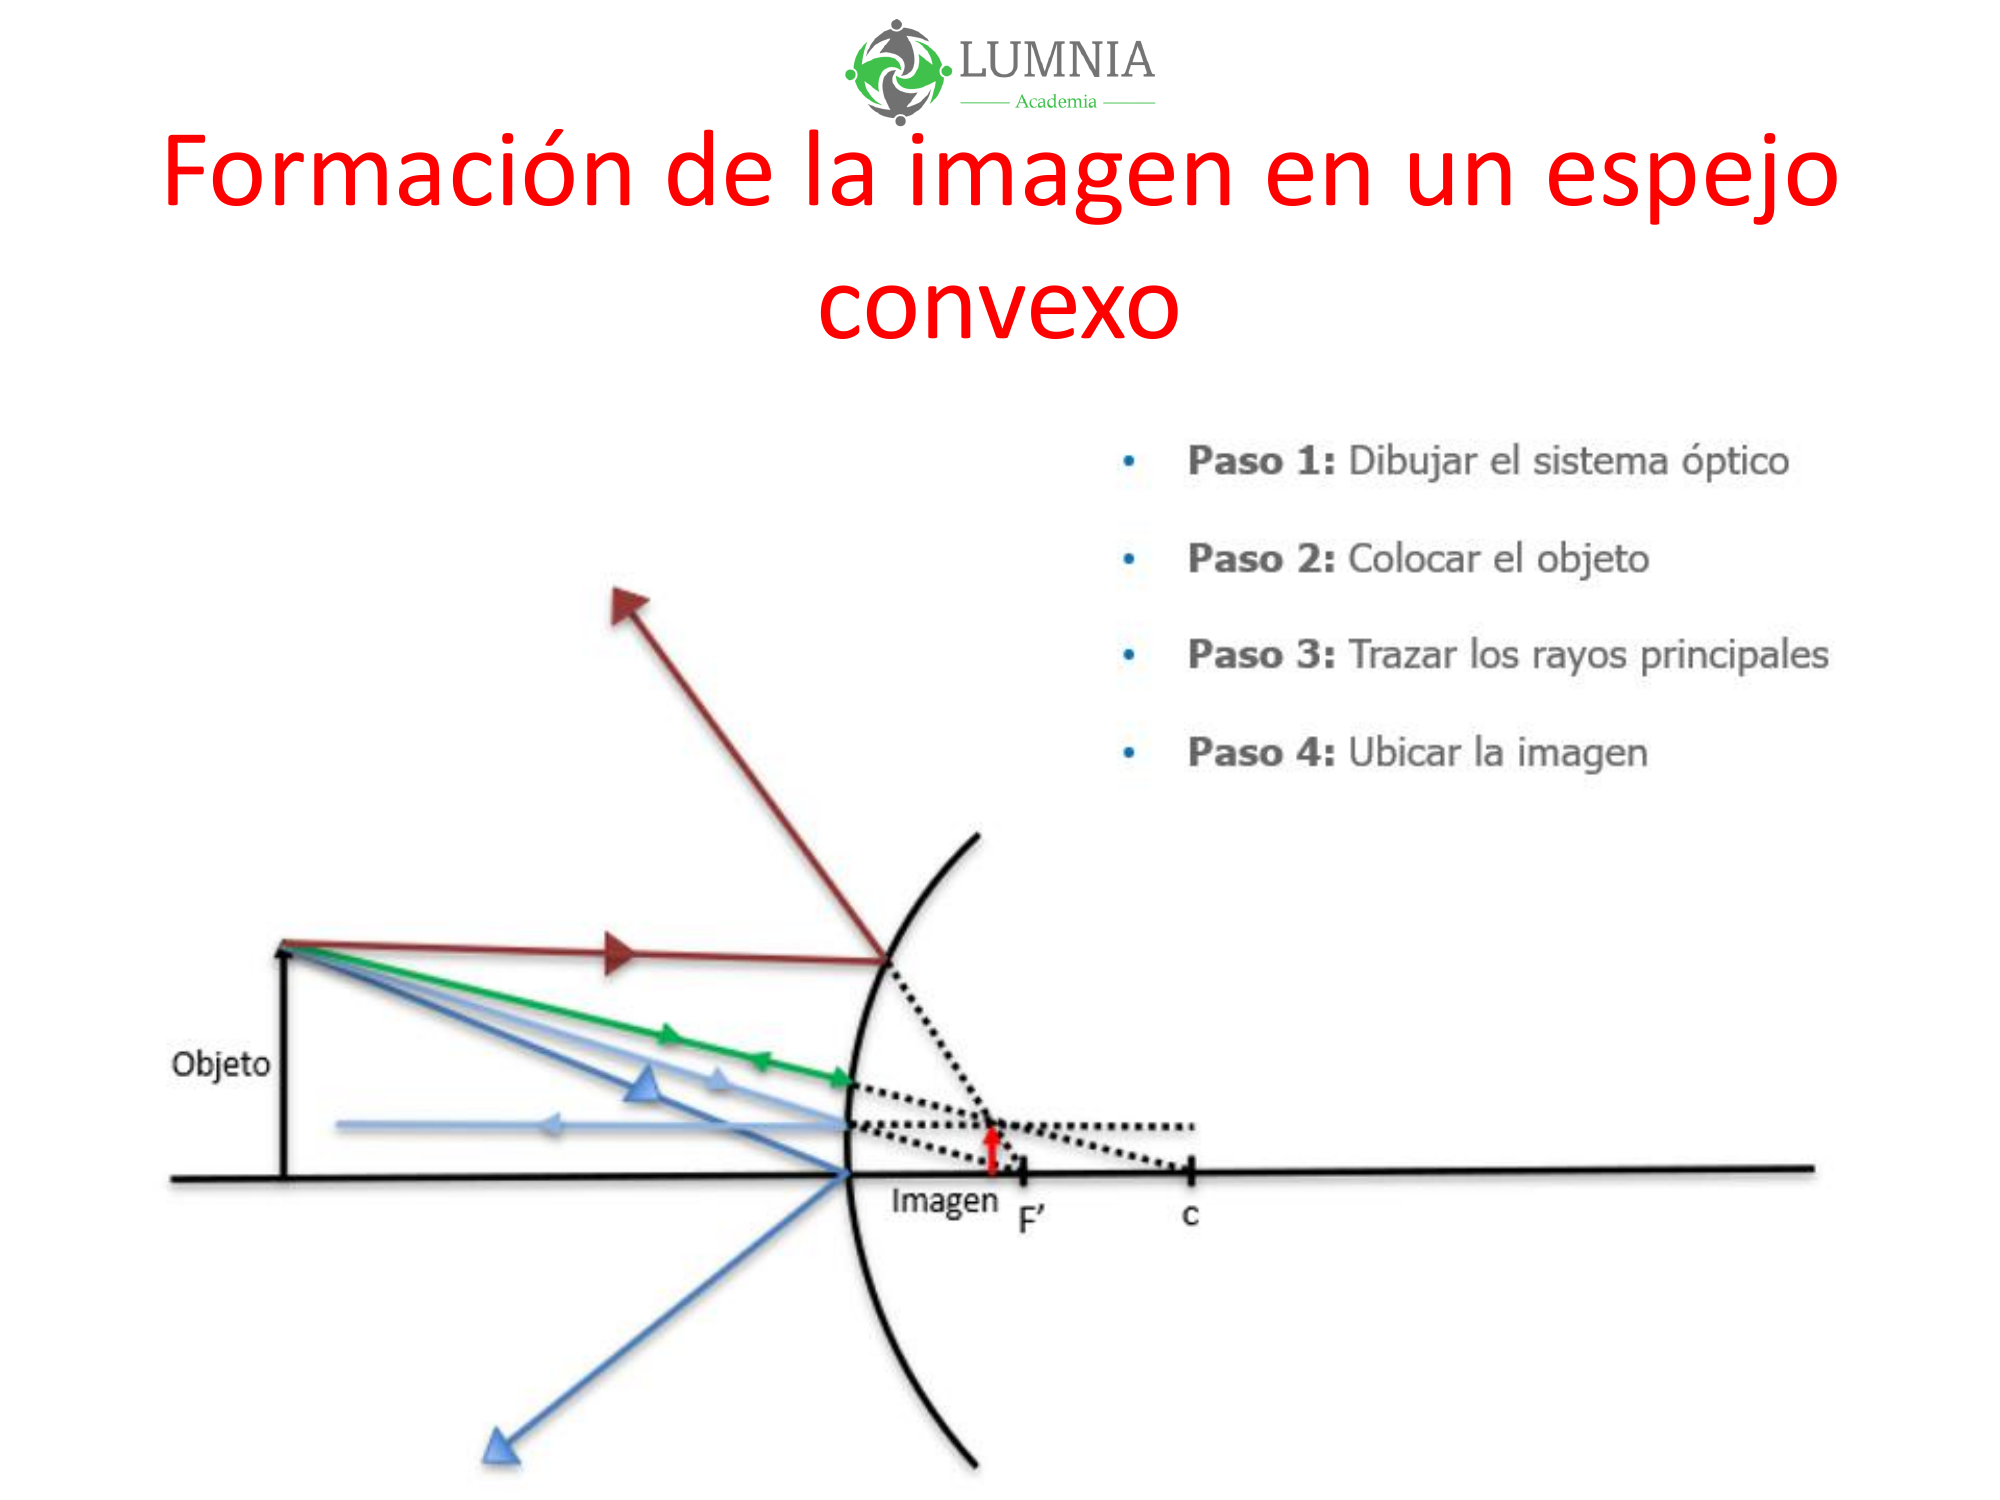 LUMNIA
Academia
Formación de la imagen en un espejo
convexo
• Paso 1: Dibujar el sistema óptico
• Paso 2: Colocar el objeto
• Paso 3: Trazar los rayos principales
• Paso 4: Ubicar la imagen
Objeto
Imagen
F’
c